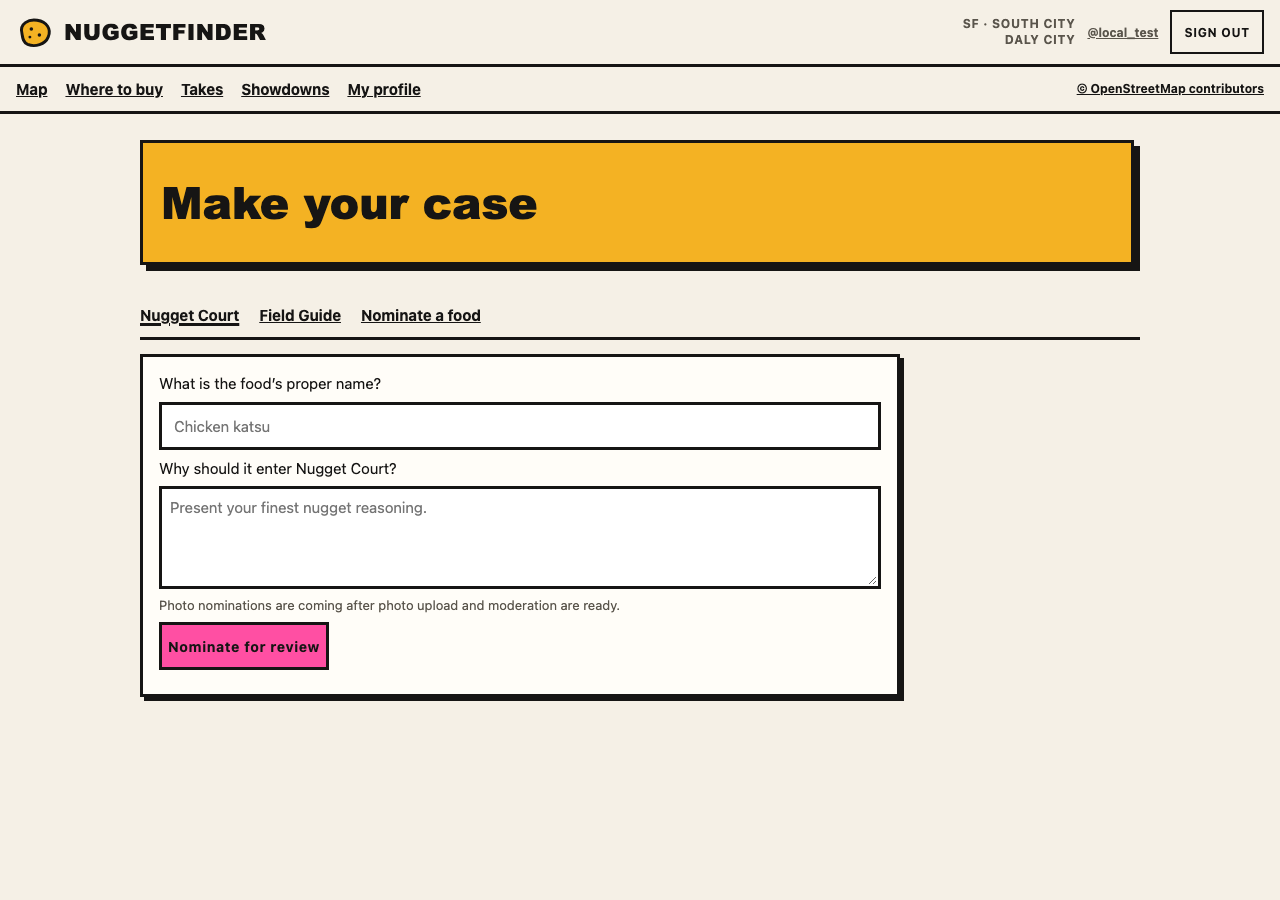 NUGGETFINDER
SF · SOUTH CITY
DALY CITY
@local_test
SIGN OUT
Map
Where to buy
Takes
Showdowns
My profile
© OpenStreetMap contributors
Make your case
Nugget Court
Field Guide
Nominate a food
What is the food’s proper name?
Chicken katsu
Why should it enter Nugget Court?
Present your finest nugget reasoning.
Photo nominations are coming after photo upload and moderation are ready.
Nominate for review